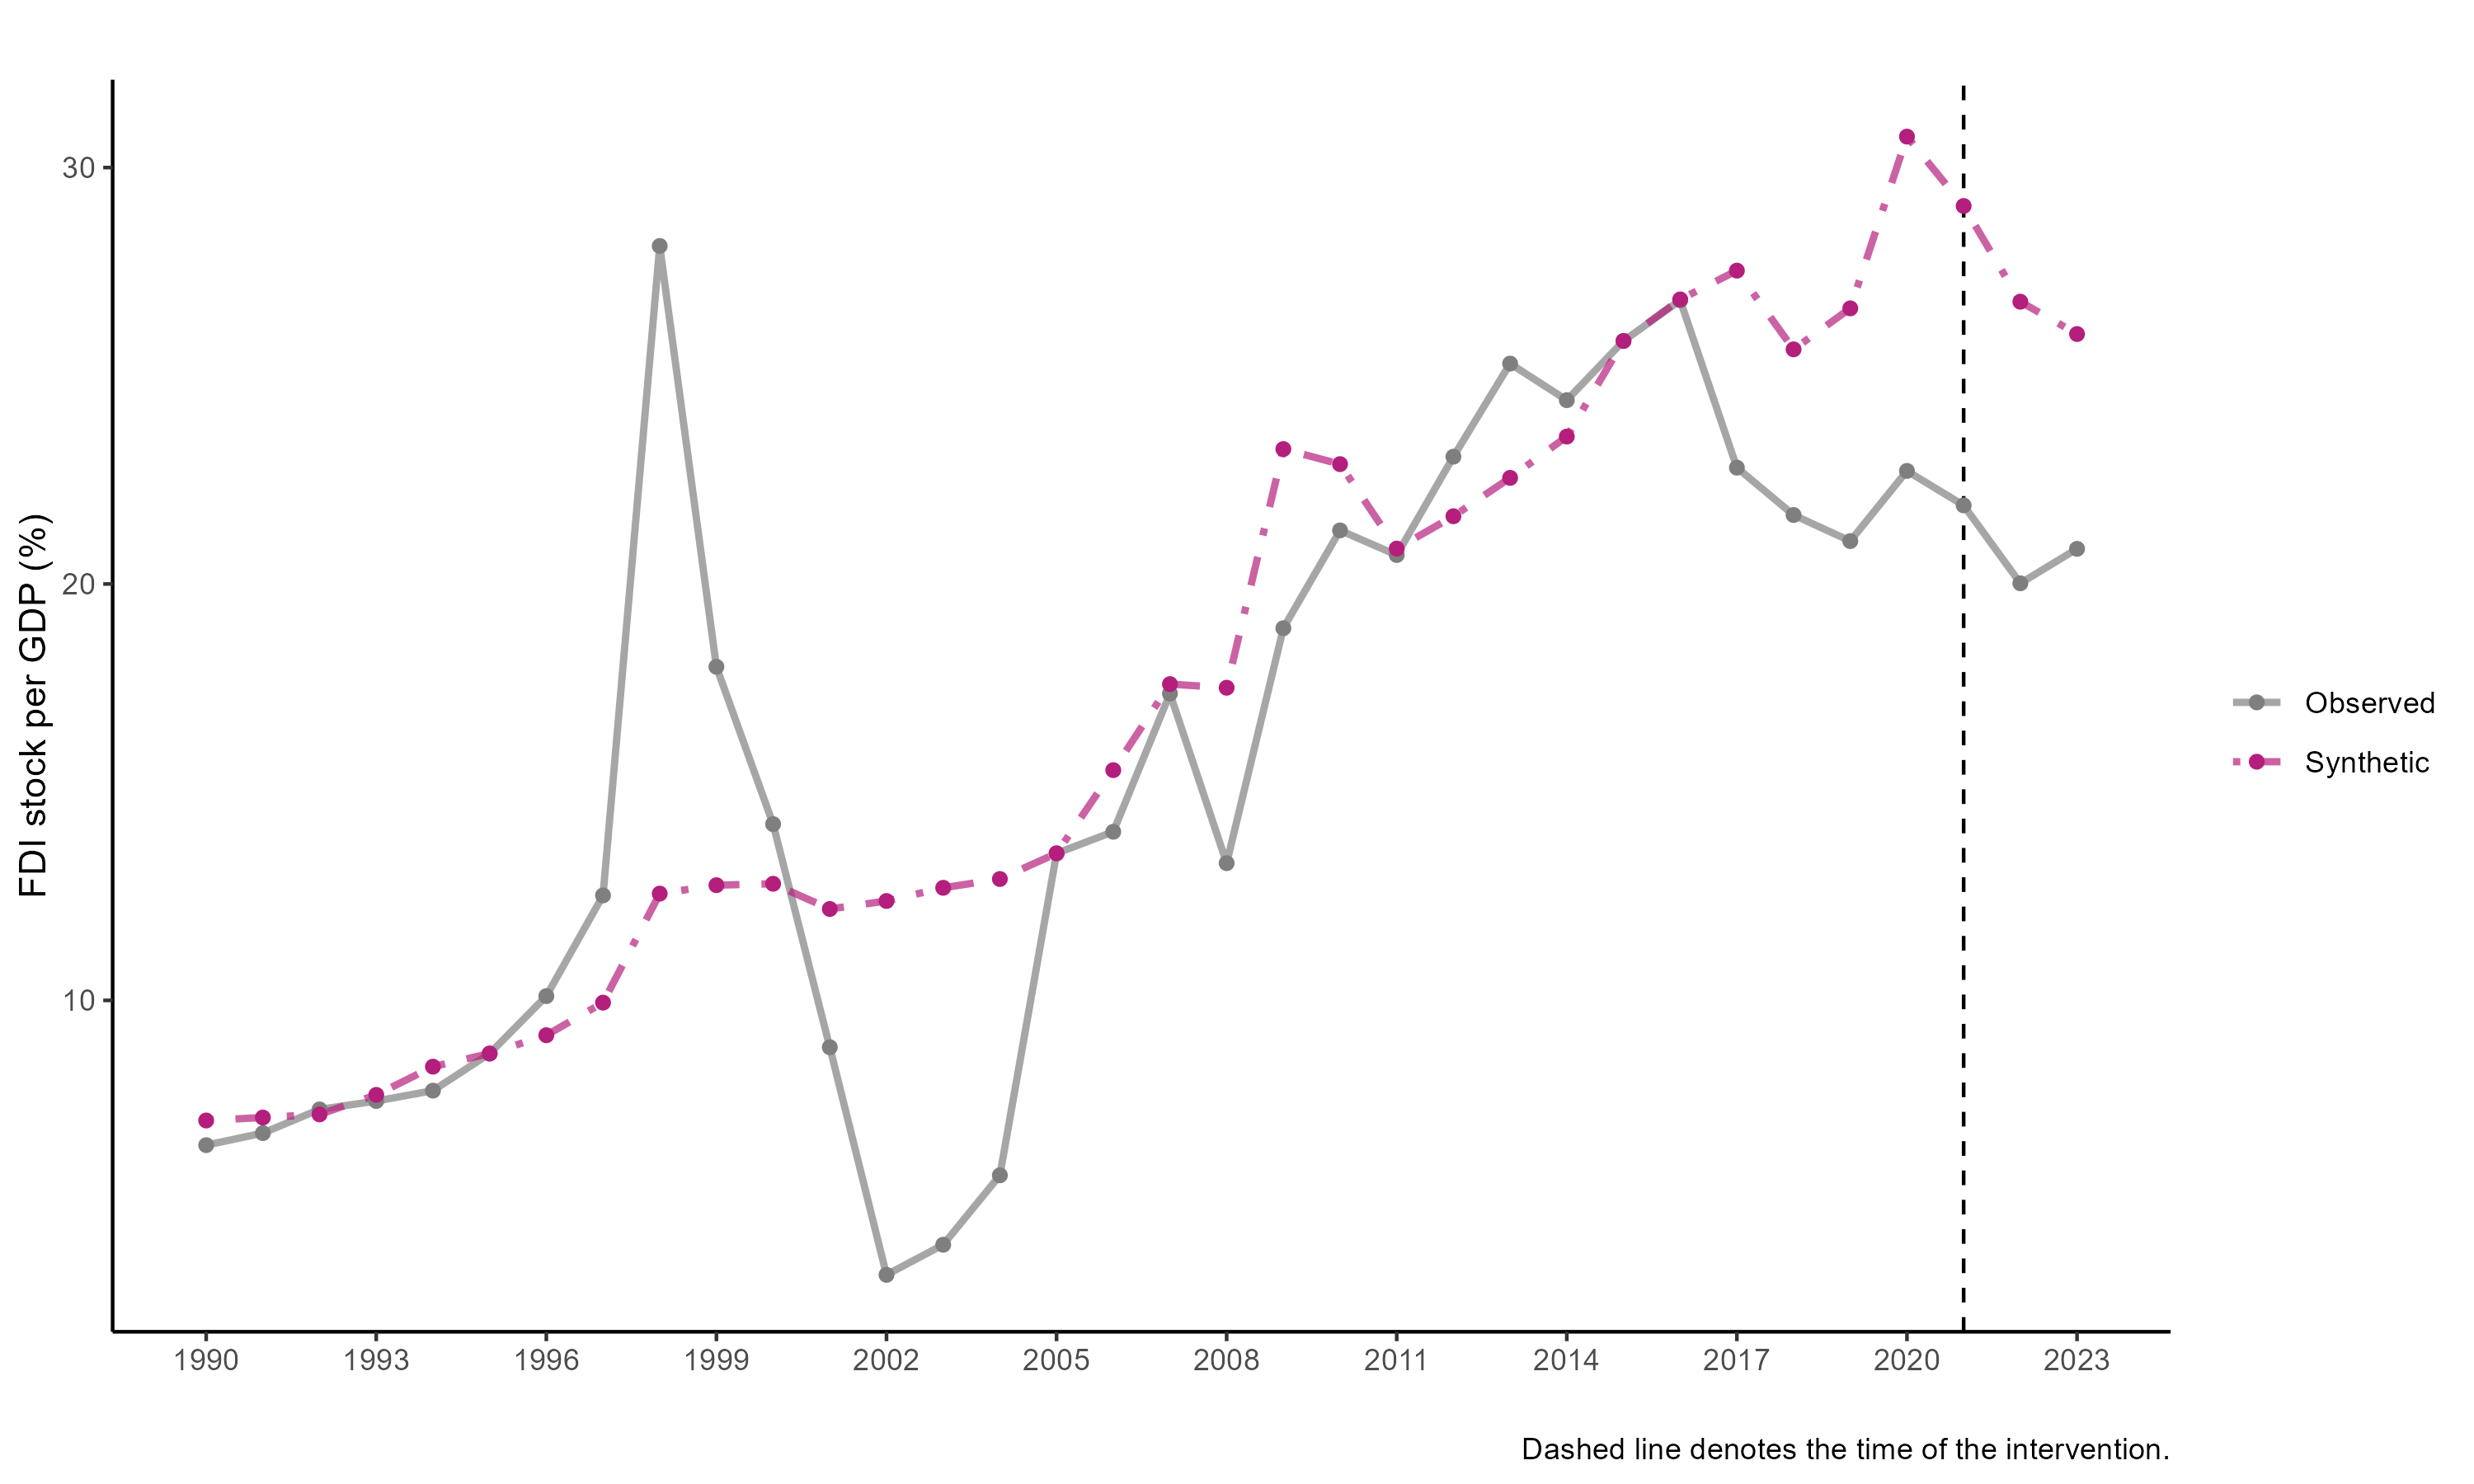 FDI stock per GDP (%)
30
20
10
1990 1993 1996 1999 2002 2005 2008 2011 2014 2017 2020 2023
Observed
Synthetic
Dashed line denotes the time of the intervention.